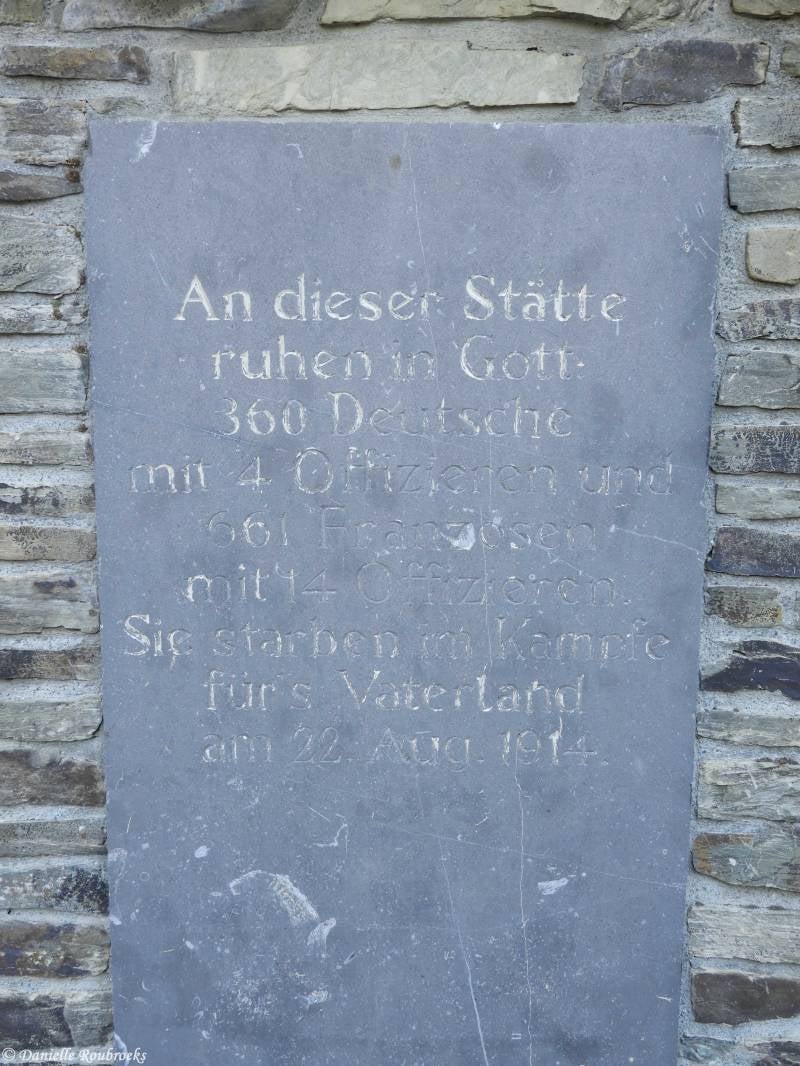 An dieser Stätte
ruhen in Gott:
360 Deutsche
mit 4 Offizieren und
661 Franzosen
mit 14 Offizieren.
Sie starben im Kampfe
für's Vaterland
am 22. Aug. 1914.
© Danielle Roubroeks